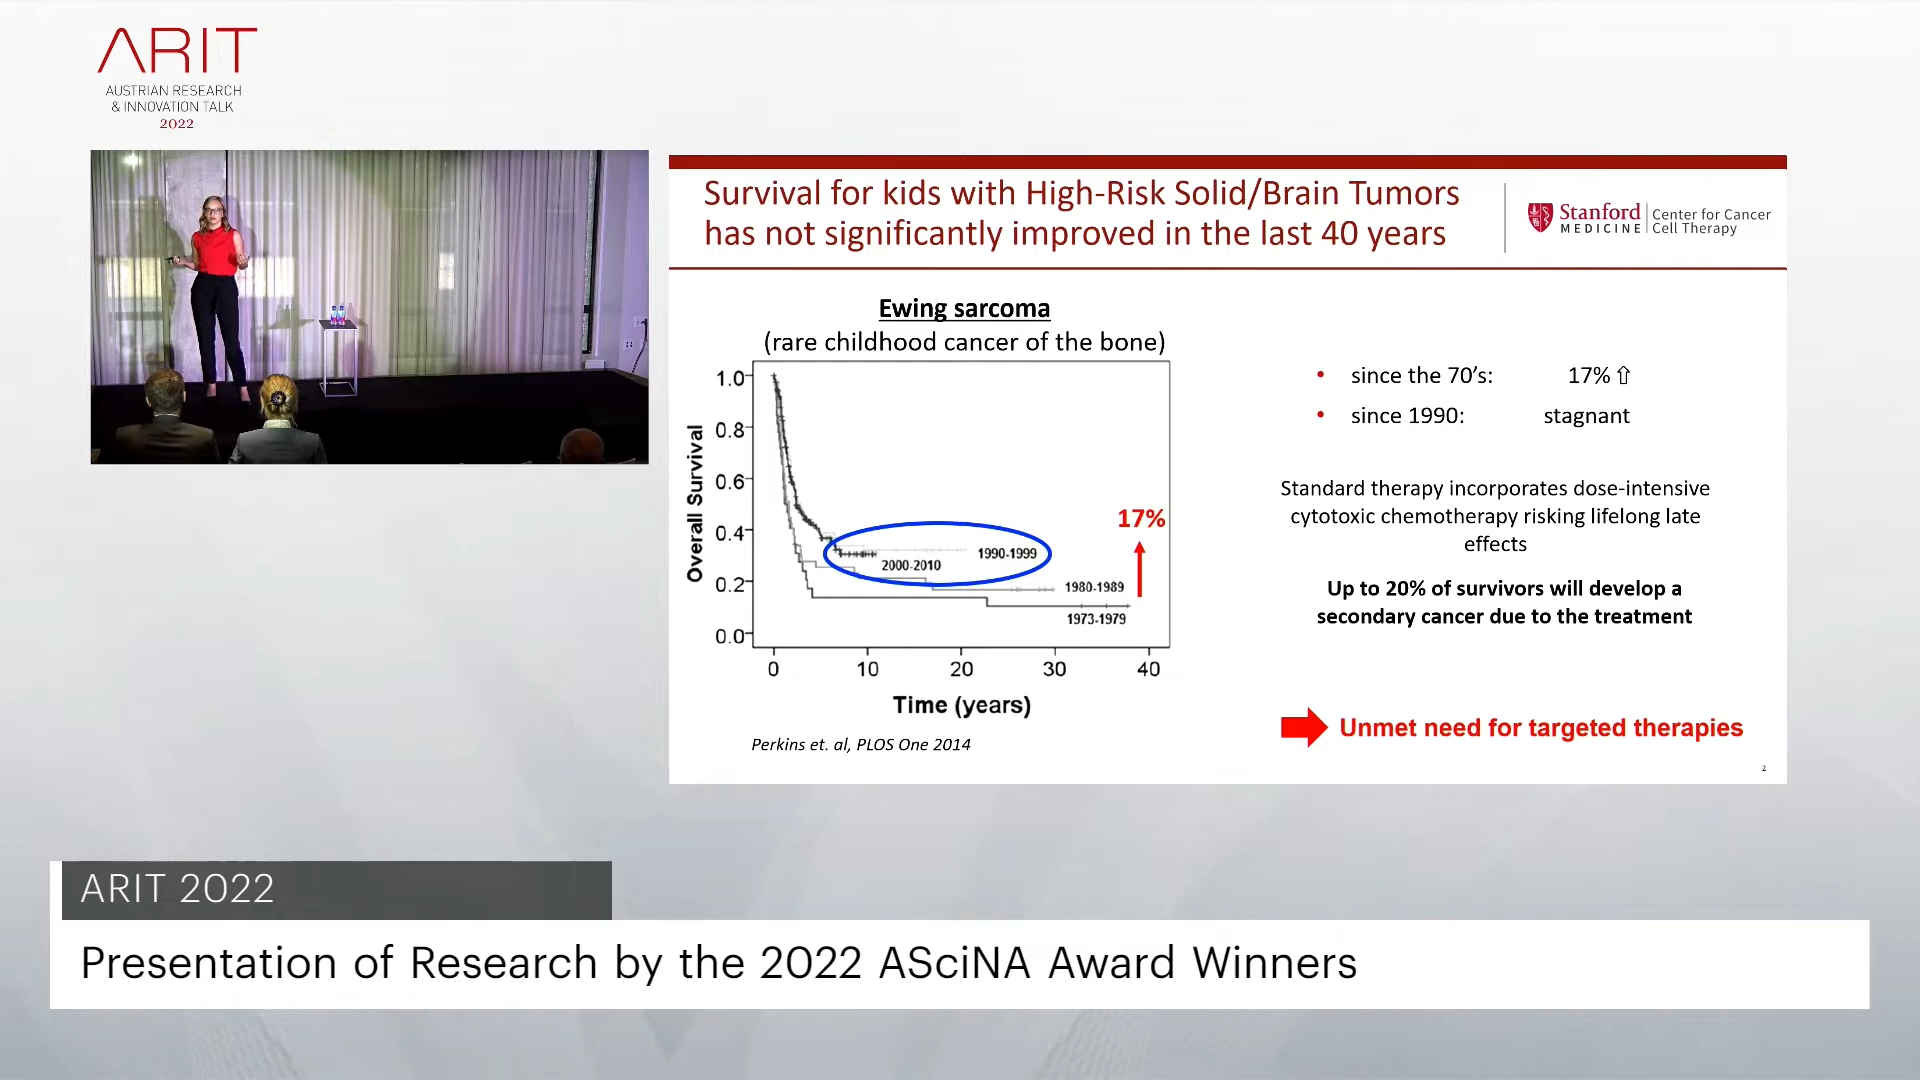 ARIT
AUSTRIAN RESEARCH
& INNOVATION TALK
2022
Survival for kids with High-Risk Solid/Brain Tumors
has not significantly improved in the last 40 years
Stanford
MEDICINE
Center for Cancer
Cell Therapy
Ewing sarcoma
(rare childhood cancer of the bone)
Overall Survival
1.0
0.8
0.6
0.4
0.2
0.0
17%
1990-1999
2000-2010
1980-1989
1973-1979
0 10 20 30 40
Time (years)
Perkins et. al, PLOS One 2014
• since the 70's: 17% ⇧
• since 1990: stagnant
Standard therapy incorporates dose-intensive
cytotoxic chemotherapy risking lifelong late
effects
Up to 20% of survivors will develop a
secondary cancer due to the treatment
Unmet need for targeted therapies
2
ARIT 2022
Presentation of Research by the 2022 ASciNA Award Winners